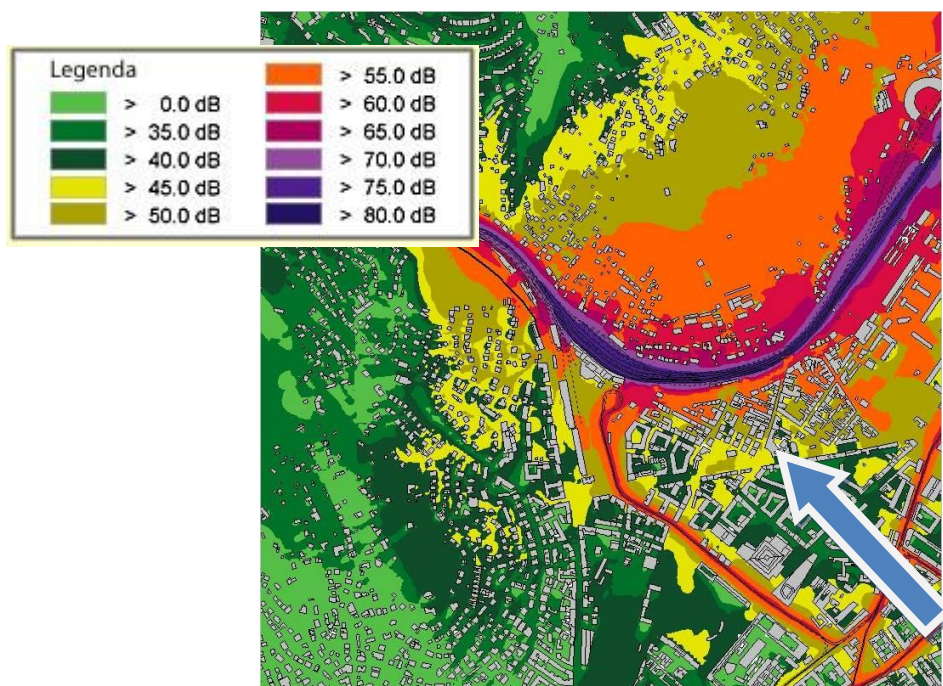 Legenda
> 0.0 dB
> 35.0 dB
> 40.0 dB
> 45.0 dB
> 50.0 dB
> 55.0 dB
> 60.0 dB
> 65.0 dB
> 70.0 dB
> 75.0 dB
> 80.0 dB